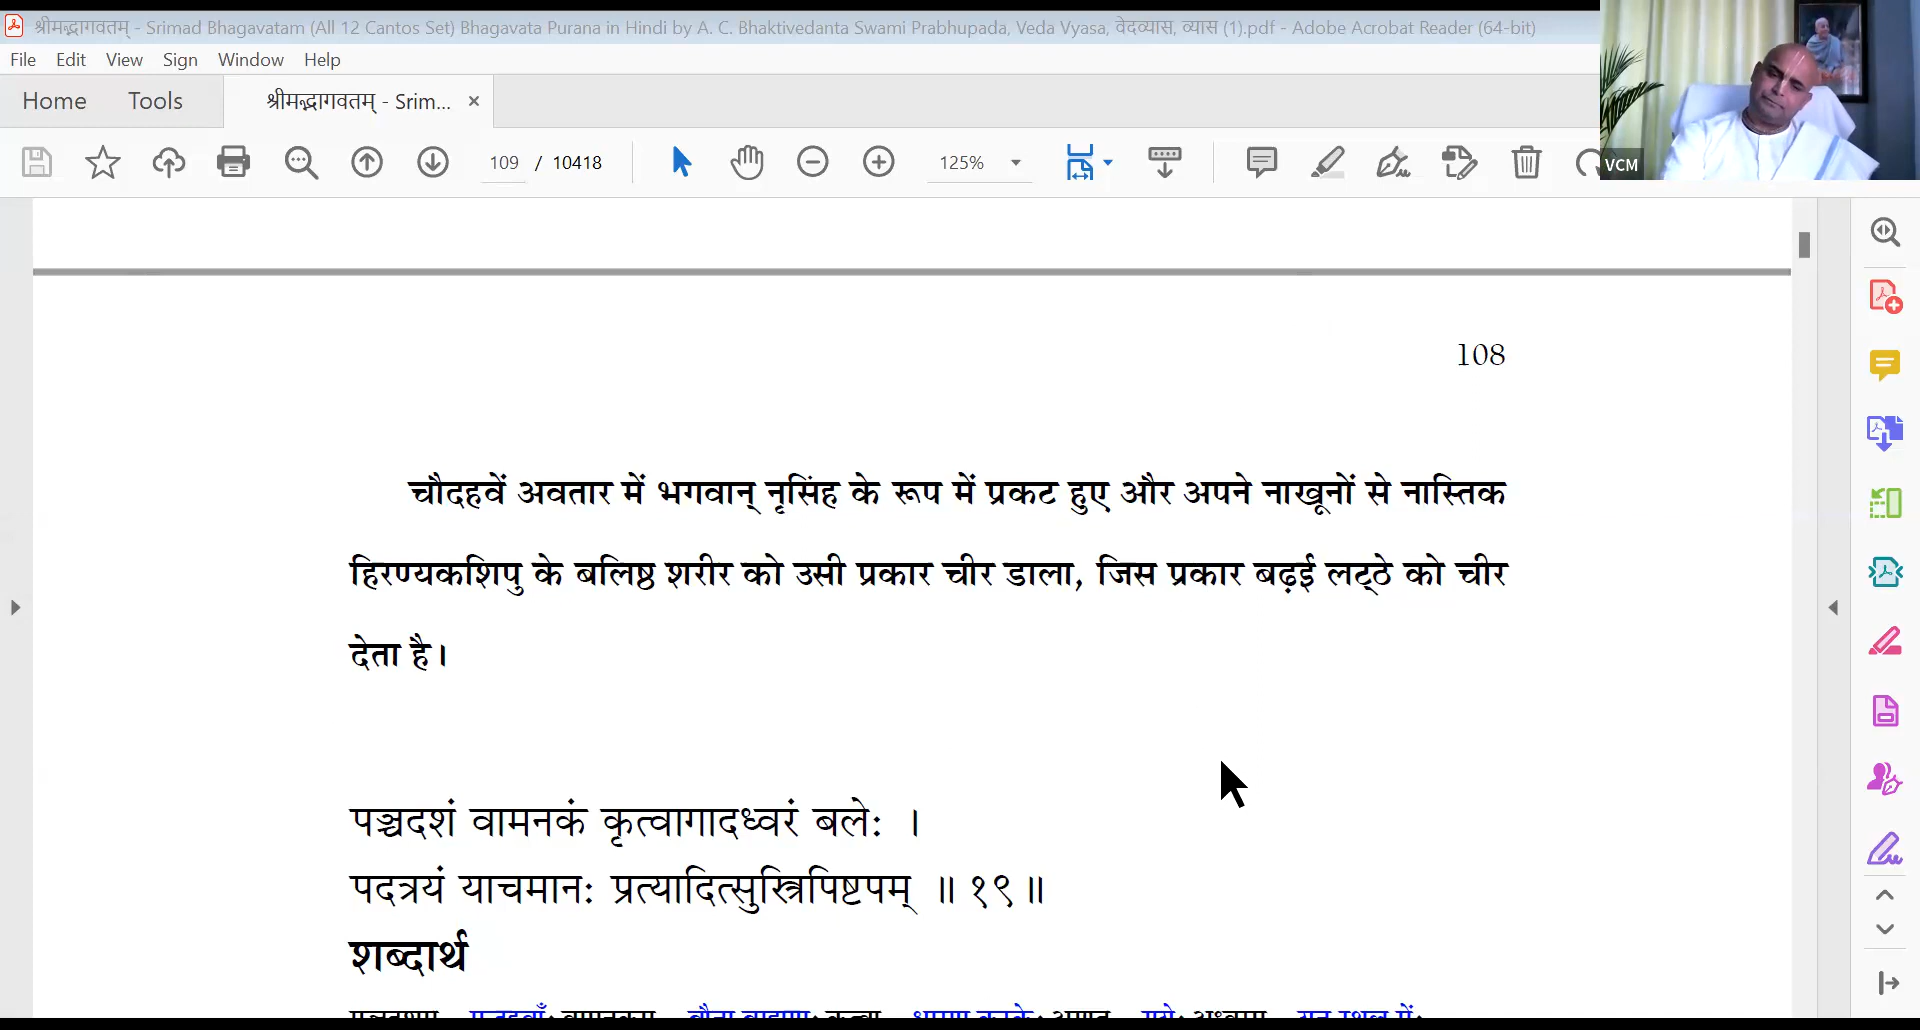 श्रीमद्भागवतम् - Srimad Bhagavatam (All 12 Cantos Set) Bhagavata Purana in Hindi by A. C. Bhaktivedanta Swami Prabhupada, Veda Vyasa, वेदव्यास, व्यास (1).pdf - Adobe Acrobat Reader (64-bit)
File Edit View Sign Window Help
Home Tools श्रीमद्भागवतम् - Srim... ×
109 / 10418 125%
VCM
108
चौदहवें अवतार में भगवान् नृसिंह के रूप में प्रकट हुए और अपने नाखूनों से नास्तिक
हिरण्यकशिपु के बलिष्ठ शरीर को उसी प्रकार चीर डाला, जिस प्रकार बढ़ई लट्ठे को चीर
देता है।
पञ्चदशं वामनकं कृत्वागादध्वरं बलेः ।
पदत्रयं याचमानः प्रत्यादित्सुस्त्रिपिष्टपम् ॥ १९॥
शब्दार्थ